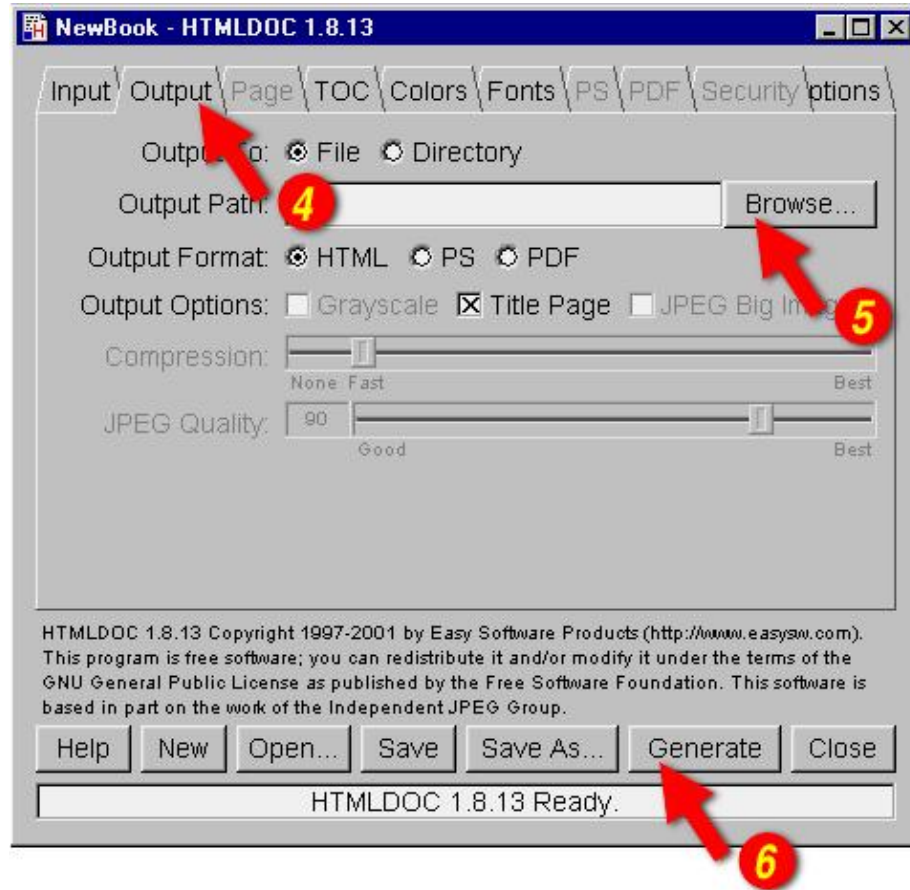 NewBook - HTMLDOC 1.8.13
Input Output Page TOC Colors Fonts PS PDF Security ptions
4
Output To: File Directory
Output Path: Browse...
5
Output Format: HTML PS PDF
Output Options: Grayscale Title Page JPEG Big
Compression:
None Fast Best
JPEG Quality: 90
Good Best
HTMLDOC 1.8.13 Copyright 1997-2001 by Easy Software Products (http://www.easysw.com).
This program is free software; you can redistribute it and/or modify it under the terms of the
GNU General Public License as published by the Free Software Foundation. This software is
based in part on the work of the Independent JPEG Group.
Help New Open... Save Save As... Generate Close
HTMLDOC 1.8.13 Ready.
6